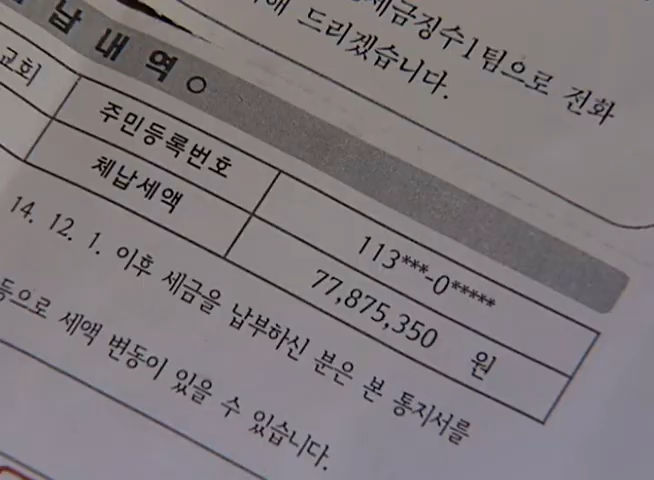 세금징수1팀으로 전화
드리겠습니다.
납 내 역 ○
교회
주민등록번호
113***-0*****
체납세액
77,875,350 원
14. 12. 1. 이후 세금을 납부하신 분은 본 통지서를
등으로 세액 변동이 있을 수 있습니다.